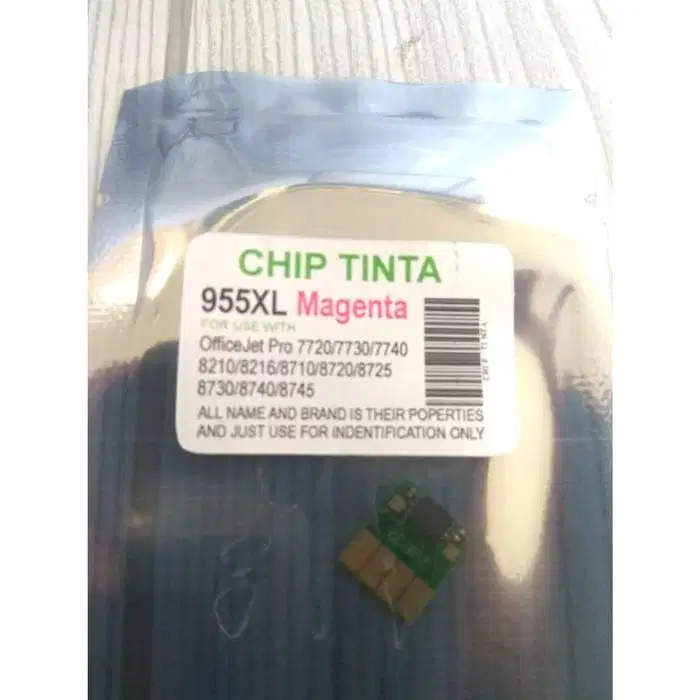 CHIP TINTA
955XL Magenta
FOR USE WITH
OfficeJet Pro 7720/7730/7740
8210/8216/8710/8720/8725
8730/8740/8745
ALL NAME AND BRAND IS THEIR POPERTIES
AND JUST USE FOR INDENTIFICATION ONLY